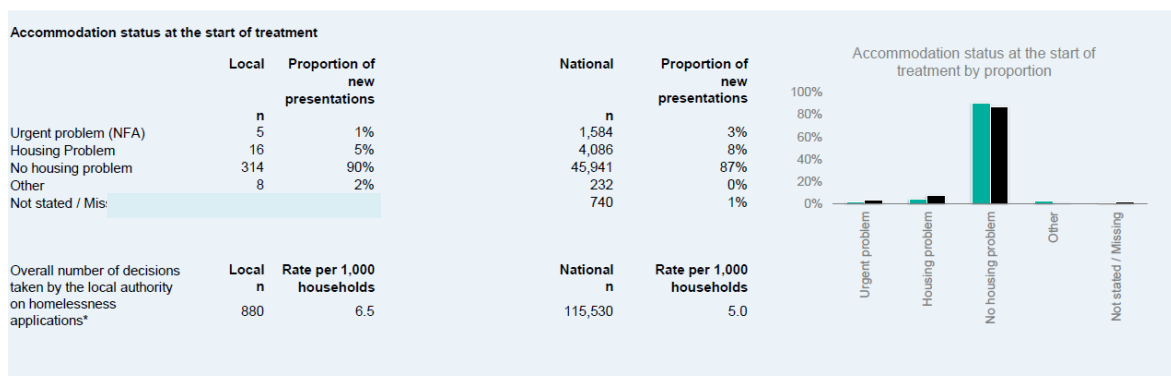 Accommodation status at the start of treatment
Local Proportion of new presentations National Proportion of new presentations
n n
Urgent problem (NFA) 5 1% 1,584 3%
Housing Problem 16 5% 4,086 8%
No housing problem 314 90% 45,941 87%
Other 8 2% 232 0%
Not stated / 740 1%
Overall number of decisions Local Rate per 1,000 National Rate per 1,000
taken by the local authority n households n households
on homelessness
applications* 880 6.5 115,530 5.0
Accommodation status at the start of
treatment by proportion
100%
80%
60%
40%
20%
0%
Urgent problem
Housing problem
No housing problem
Other
Not stated / Missing